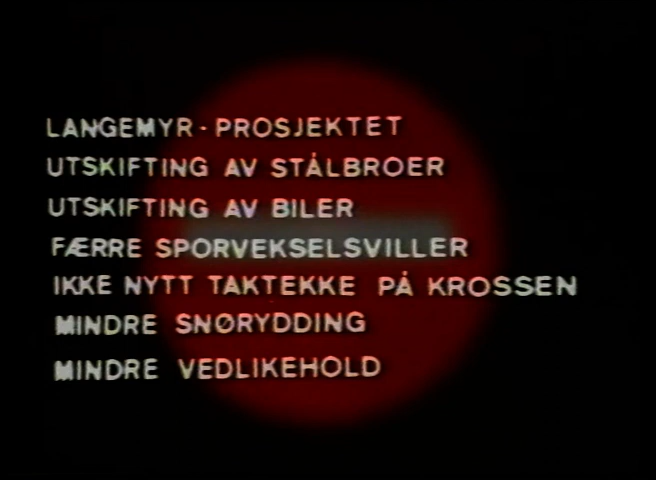 LANGEMYR-PROSJEKTET
UTSKIFTING AV STÅLBROER
UTSKIFTING AV BILER
FÆRRE SPORVEKSELSVILLER
IKKE NYTT TAKTEKKE PÅ KROSSEN
MINDRE SNØRYDDING
MINDRE VEDLIKEHOLD